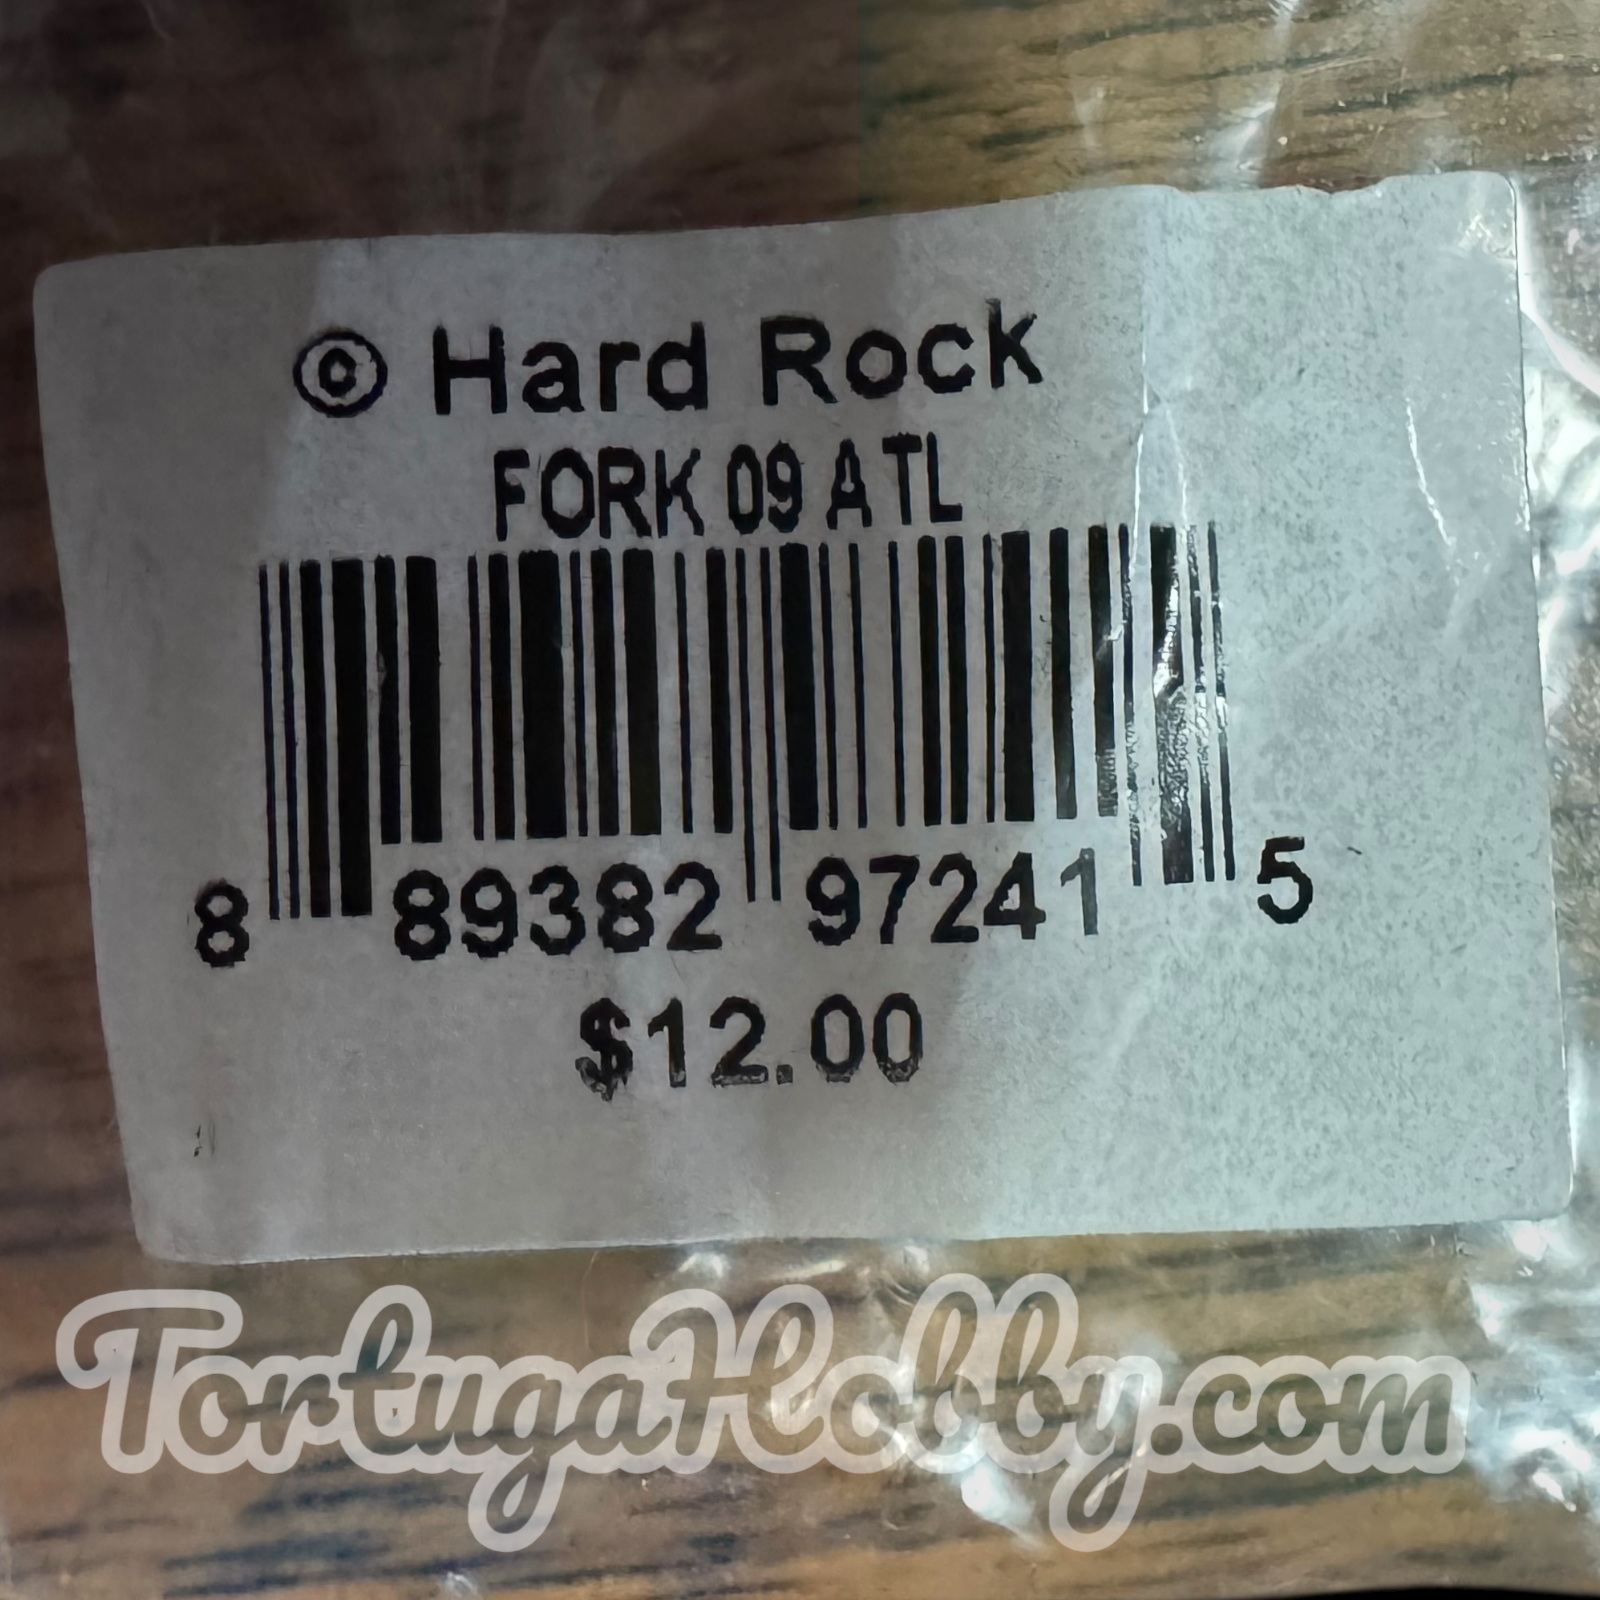 © Hard Rock
FORK 09 ATL
8 89382 97241 5
$12.00
TortugaHobby.com